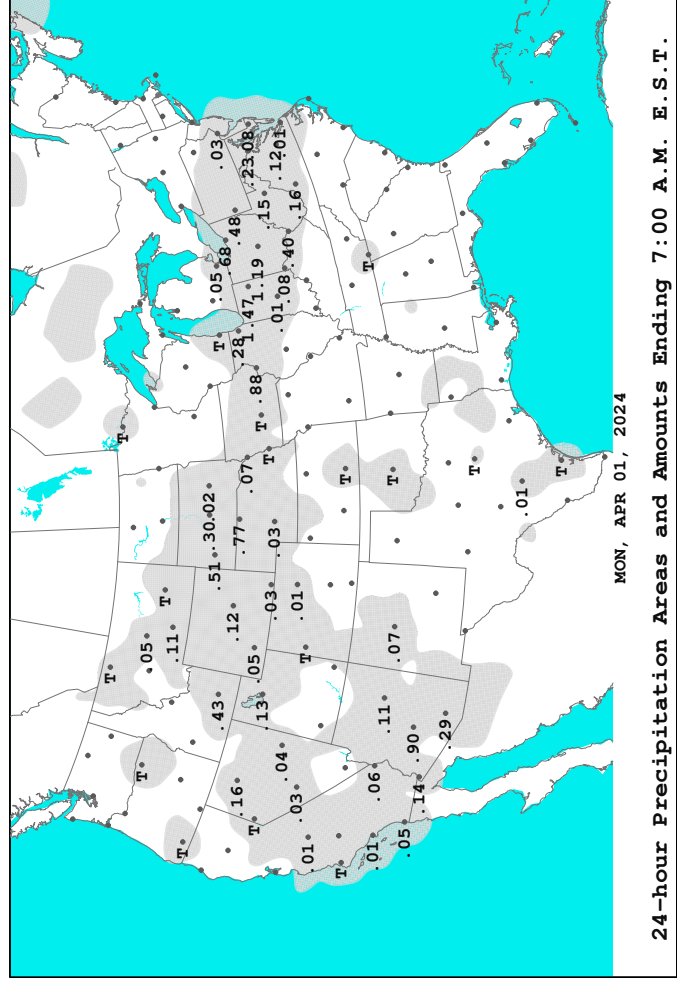 T
T
T
.05
T
.11
T
.43
.51
.30
.02
T
.05
.03
.68
.16
.12
.77
.28
.48
T
.05
.07
1.47
.23
.08
.13
T
.88
1.19
.15
T
.04
.03
.03
.01
.08
.40
.12
.01
.03
.01
.16
.01
T
T
T
T
.01
.06
.11
.07
T
.05
.90
.14
.29
T
.01
T
MON, APR 01, 2024
24-hour Precipitation Areas and Amounts Ending 7:00 A.M. E.S.T.